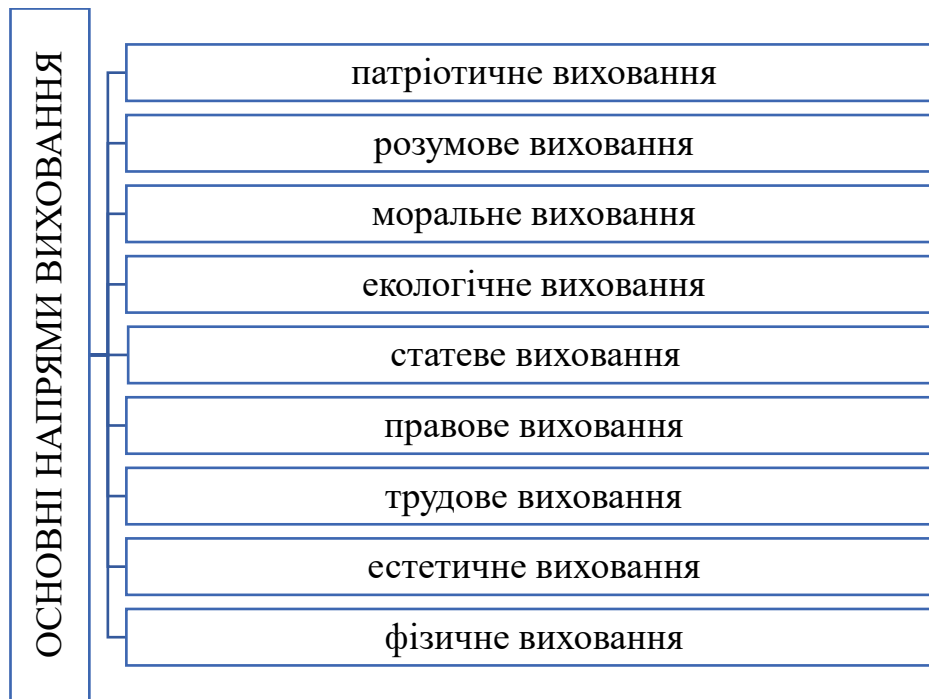 ОСНОВНІ НАПРЯМИ ВИХОВАННЯ
патріотичне виховання
розумове виховання
моральне виховання
екологічне виховання
статеве виховання
правове виховання
трудове виховання
естетичне виховання
фізичне виховання